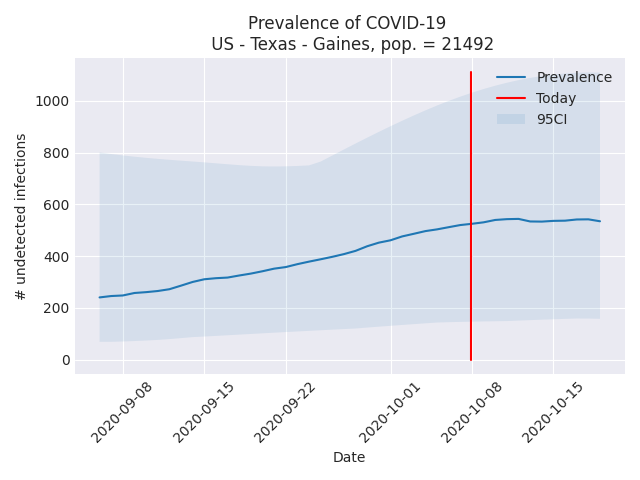 Prevalence of COVID-19
US - Texas - Gaines, pop. = 21492
Prevalence
Today
95CI
# undetected infections
1000
800
600
400
200
0
2020-09-08
2020-09-15
2020-09-22
2020-10-01
2020-10-08
2020-10-15
Date